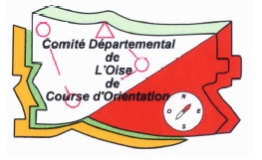 Comité Départemental
de
L'Oise
de
Course d'Orientation
N
O E
S